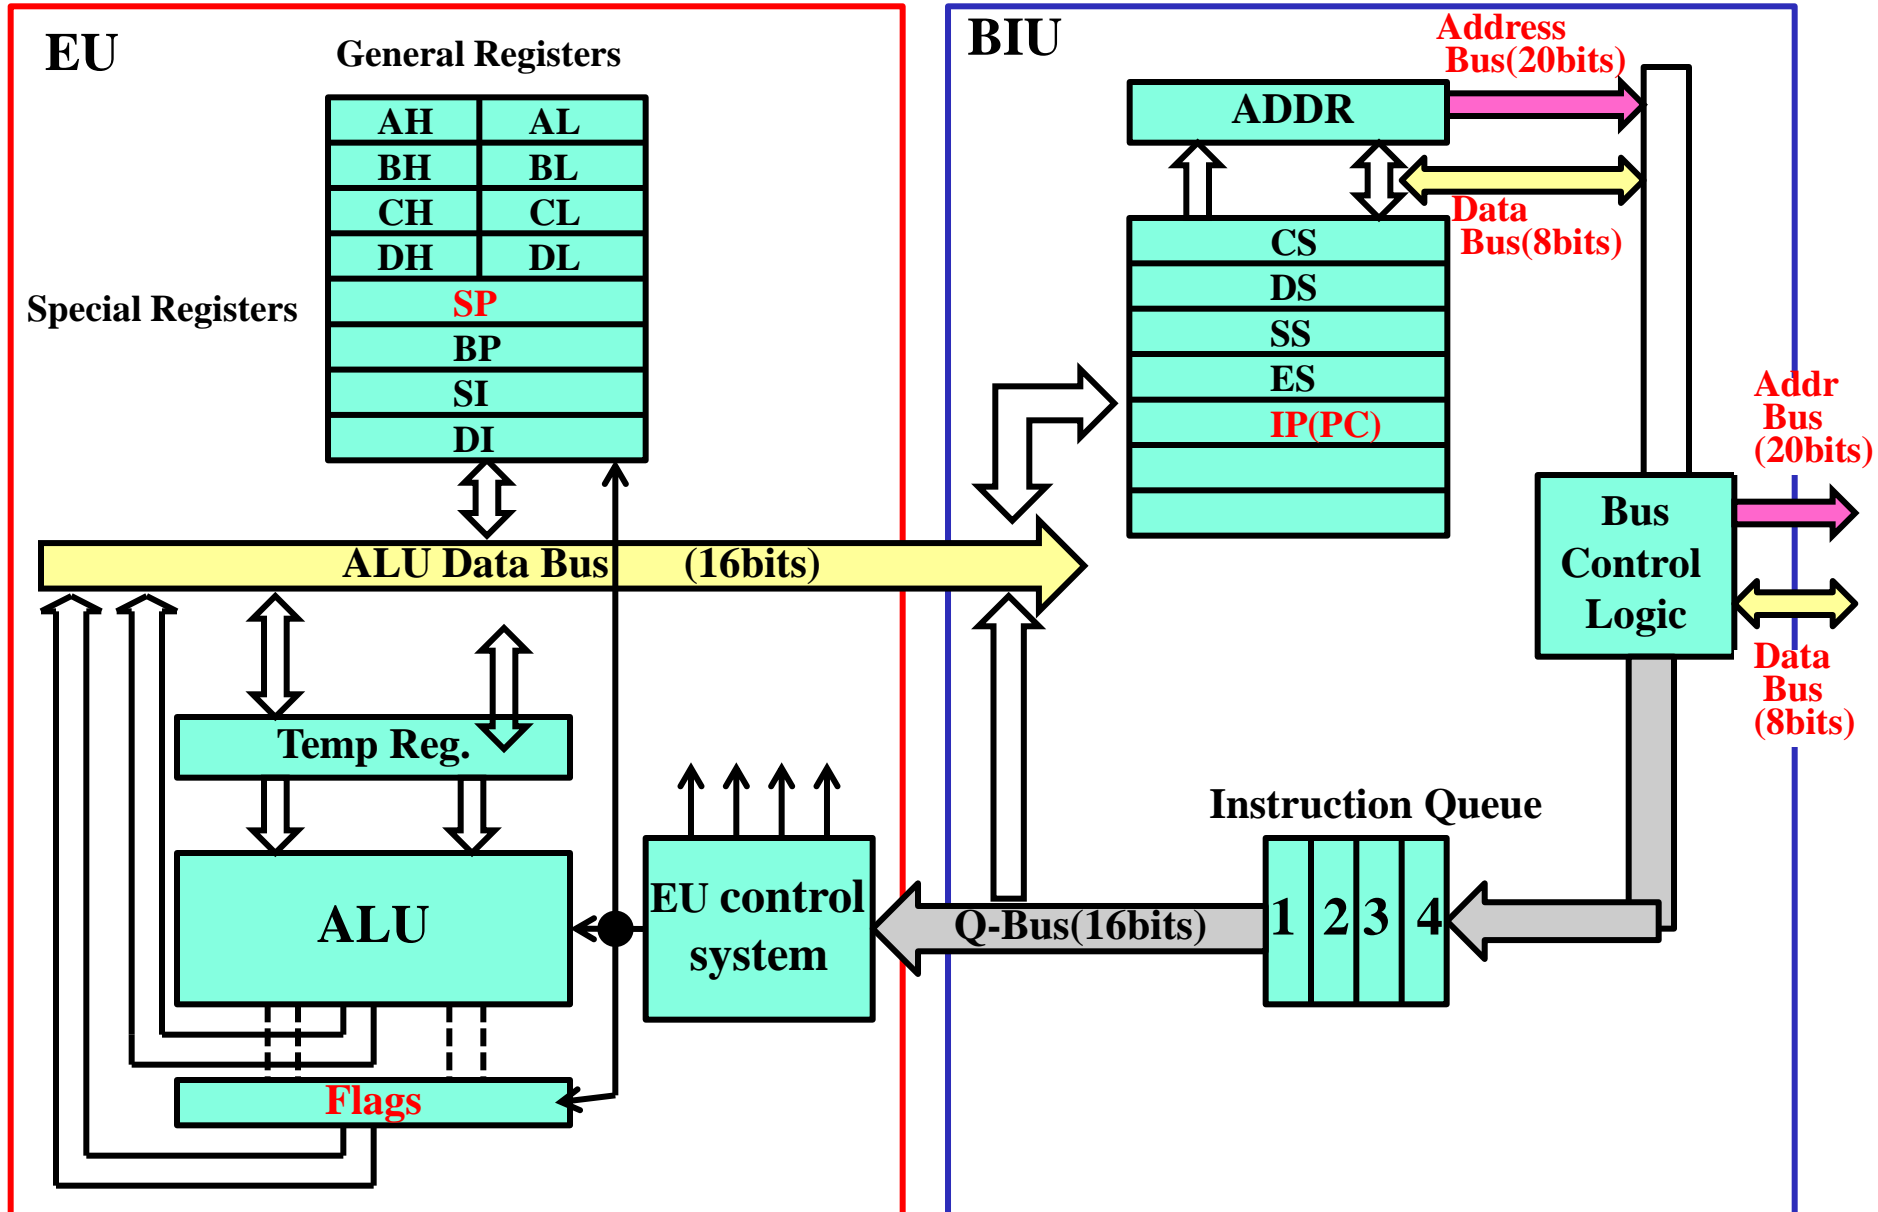 EU
General Registers
AH AL
BH BL
CH CL
DH DL
Special Registers
SP
BP
SI
DI
ALU Data Bus (16bits)
Temp Reg.
ALU
Flags
EU control
system
BIU
Address
Bus(20bits)
ADDR
Data
Bus(8bits)
CS
DS
SS
ES
IP(PC)
Addr
Bus
(20bits)
Bus
Control
Logic
Data
Bus
(8bits)
Instruction Queue
Q-Bus(16bits)
1 2 3 4